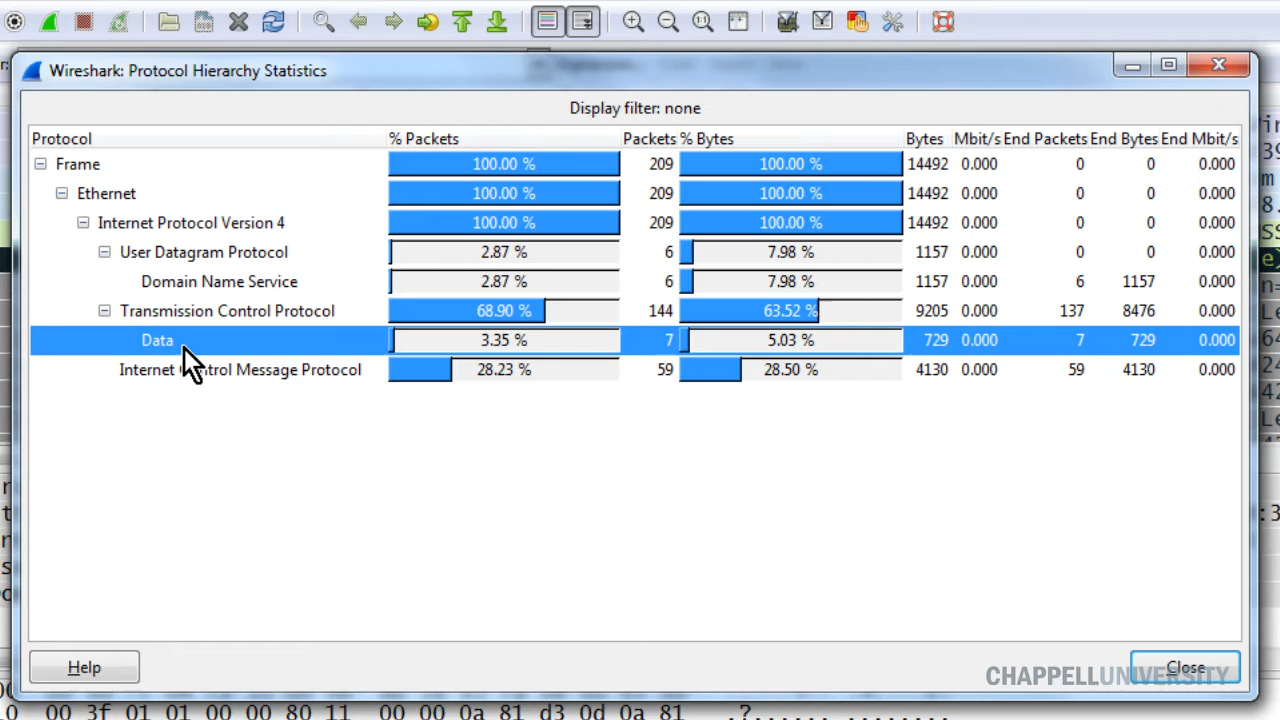 Wireshark: Protocol Hierarchy Statistics
Display filter: none
Protocol % Packets Packets % Bytes Bytes Mbit/s End Packets End Bytes End Mbit/s
Frame 100.00 % 209 100.00 % 14492 0.000 0 0 0.000
Ethernet 100.00 % 209 100.00 % 14492 0.000 0 0 0.000
Internet Protocol Version 4 100.00 % 209 100.00 % 14492 0.000 0 0 0.000
User Datagram Protocol 2.87 % 6 7.98 % 1157 0.000 0 0 0.000
Domain Name Service 2.87 % 6 7.98 % 1157 0.000 6 1157 0.000
Transmission Control Protocol 68.90 % 144 63.52 % 9205 0.000 137 8476 0.000
Data 3.35 % 7 5.03 % 729 0.000 7 729 0.000
Internet Control Message Protocol 28.23 % 59 28.50 % 4130 0.000 59 4130 0.000
Help Close
CHAPPELLUNIVERSITY
00 3f 01 01 00 00 80 11 00 00 0a 81 d3 0d 0a 81 .?...... ........